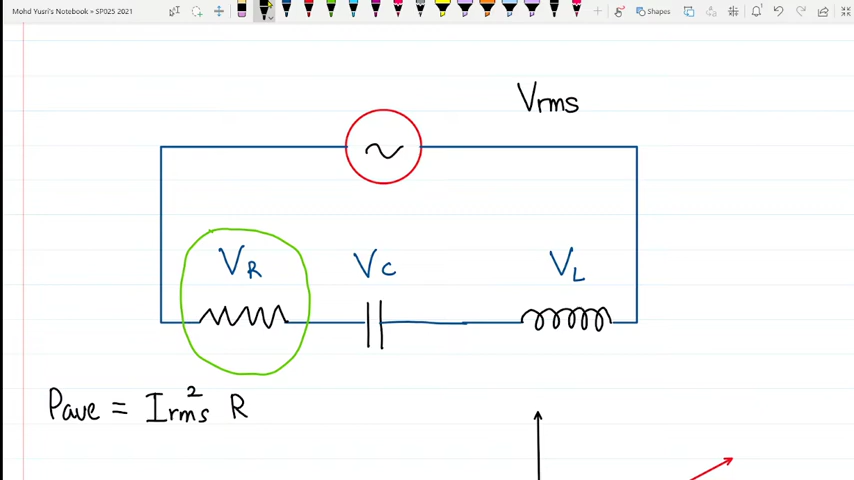 Mohd Yusri's Notebook » SP025 2021
Shapes
Vrms
VR VC VL
Pave = Irms² R